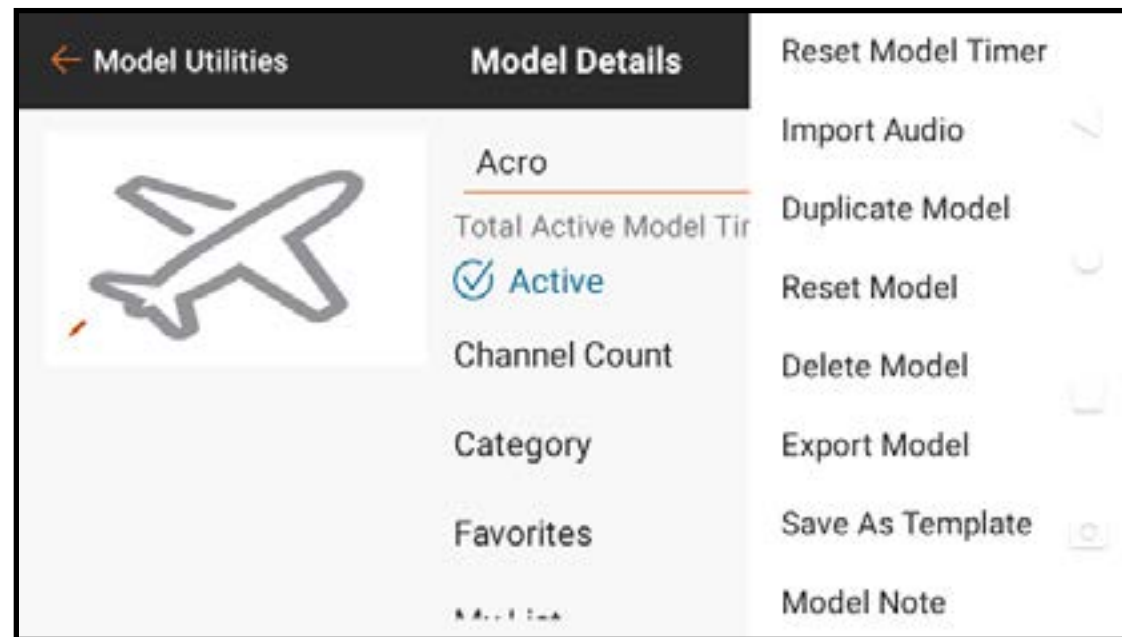 Model Utilities
Model Details
Acro
Total Active Model
Active
Channel Count
Category
Favorites
Reset Model Timer
Import Audio
Duplicate Model
Reset Model
Delete Model
Export Model
Save As Template
Model Note